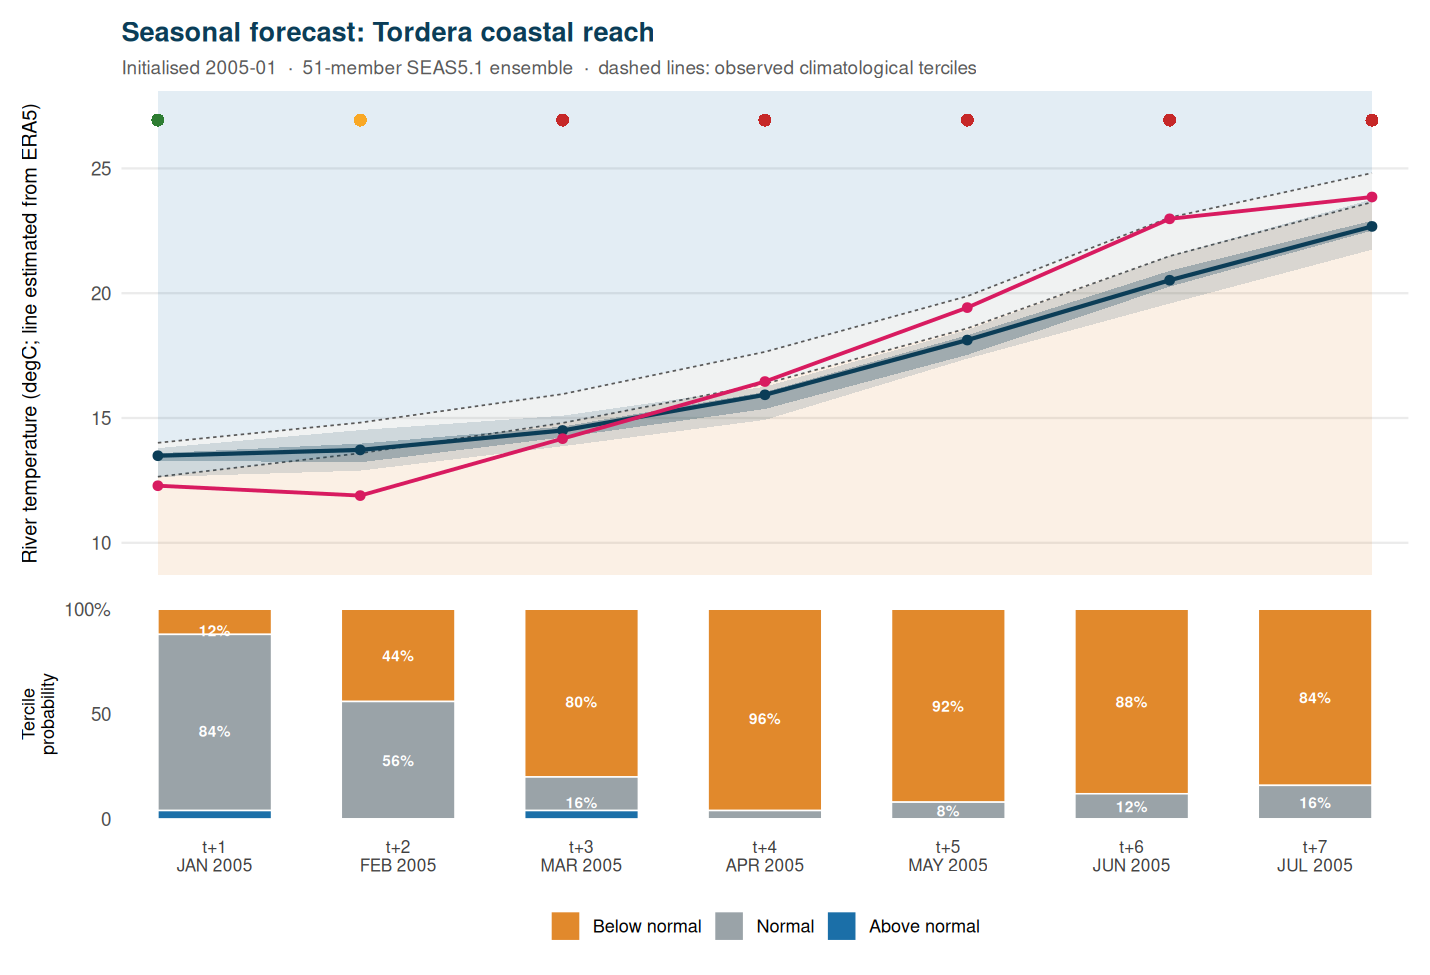 Seasonal forecast: Tordera coastal reach
Initialised 2005-01 · 51-member SEAS5.1 ensemble · dashed lines: observed climatological terciles
River temperature (degC; line estimated from ERA5)
25
20
15
10
Tercile
probability
100%
50
0
12%
84%
44%
56%
80%
16%
96%
92%
8%
88%
12%
84%
16%
t+1
JAN 2005
t+2
FEB 2005
t+3
MAR 2005
t+4
APR 2005
t+5
MAY 2005
t+6
JUN 2005
t+7
JUL 2005
Below normal
Normal
Above normal